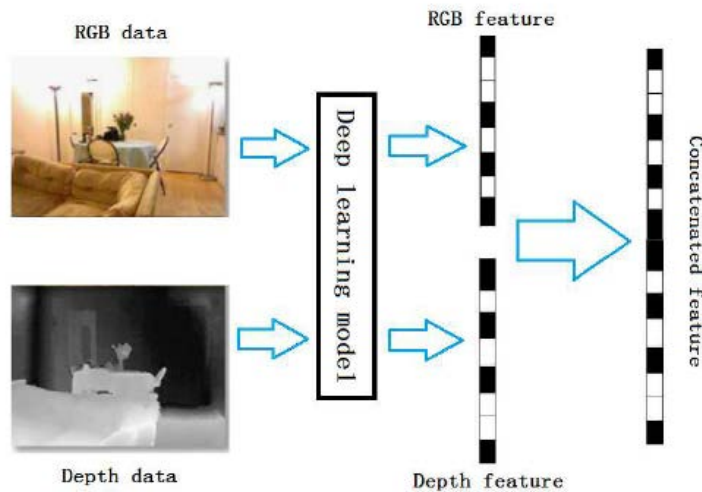 RGB data
RGB feature
Deep learning model
Concatenated feature
Depth data
Depth feature